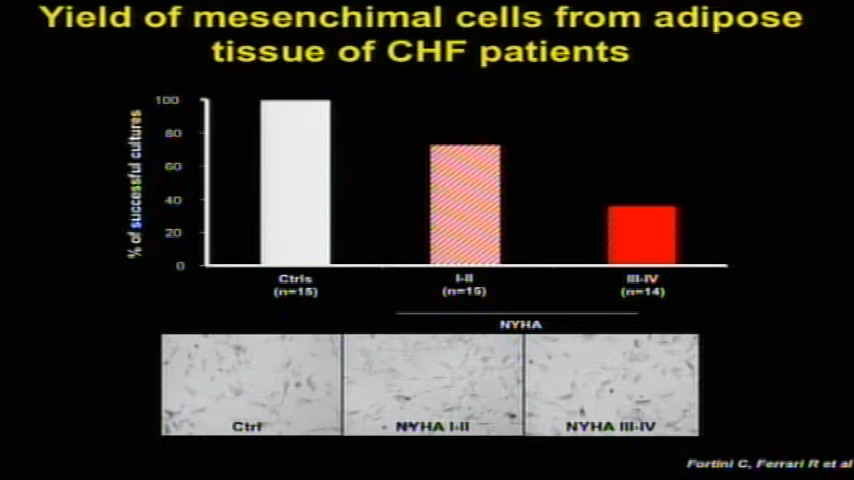 Yield of mesenchimal cells from adipose
tissue of CHF patients
% of successful cultures
100
80
60
40
20
0
Ctrls
(n=15)
I-II
(n=15)
III-IV
(n=14)
NYHA
Ctrl
NYHA I-II
NYHA III-IV
Fortini C, Ferrari R et al